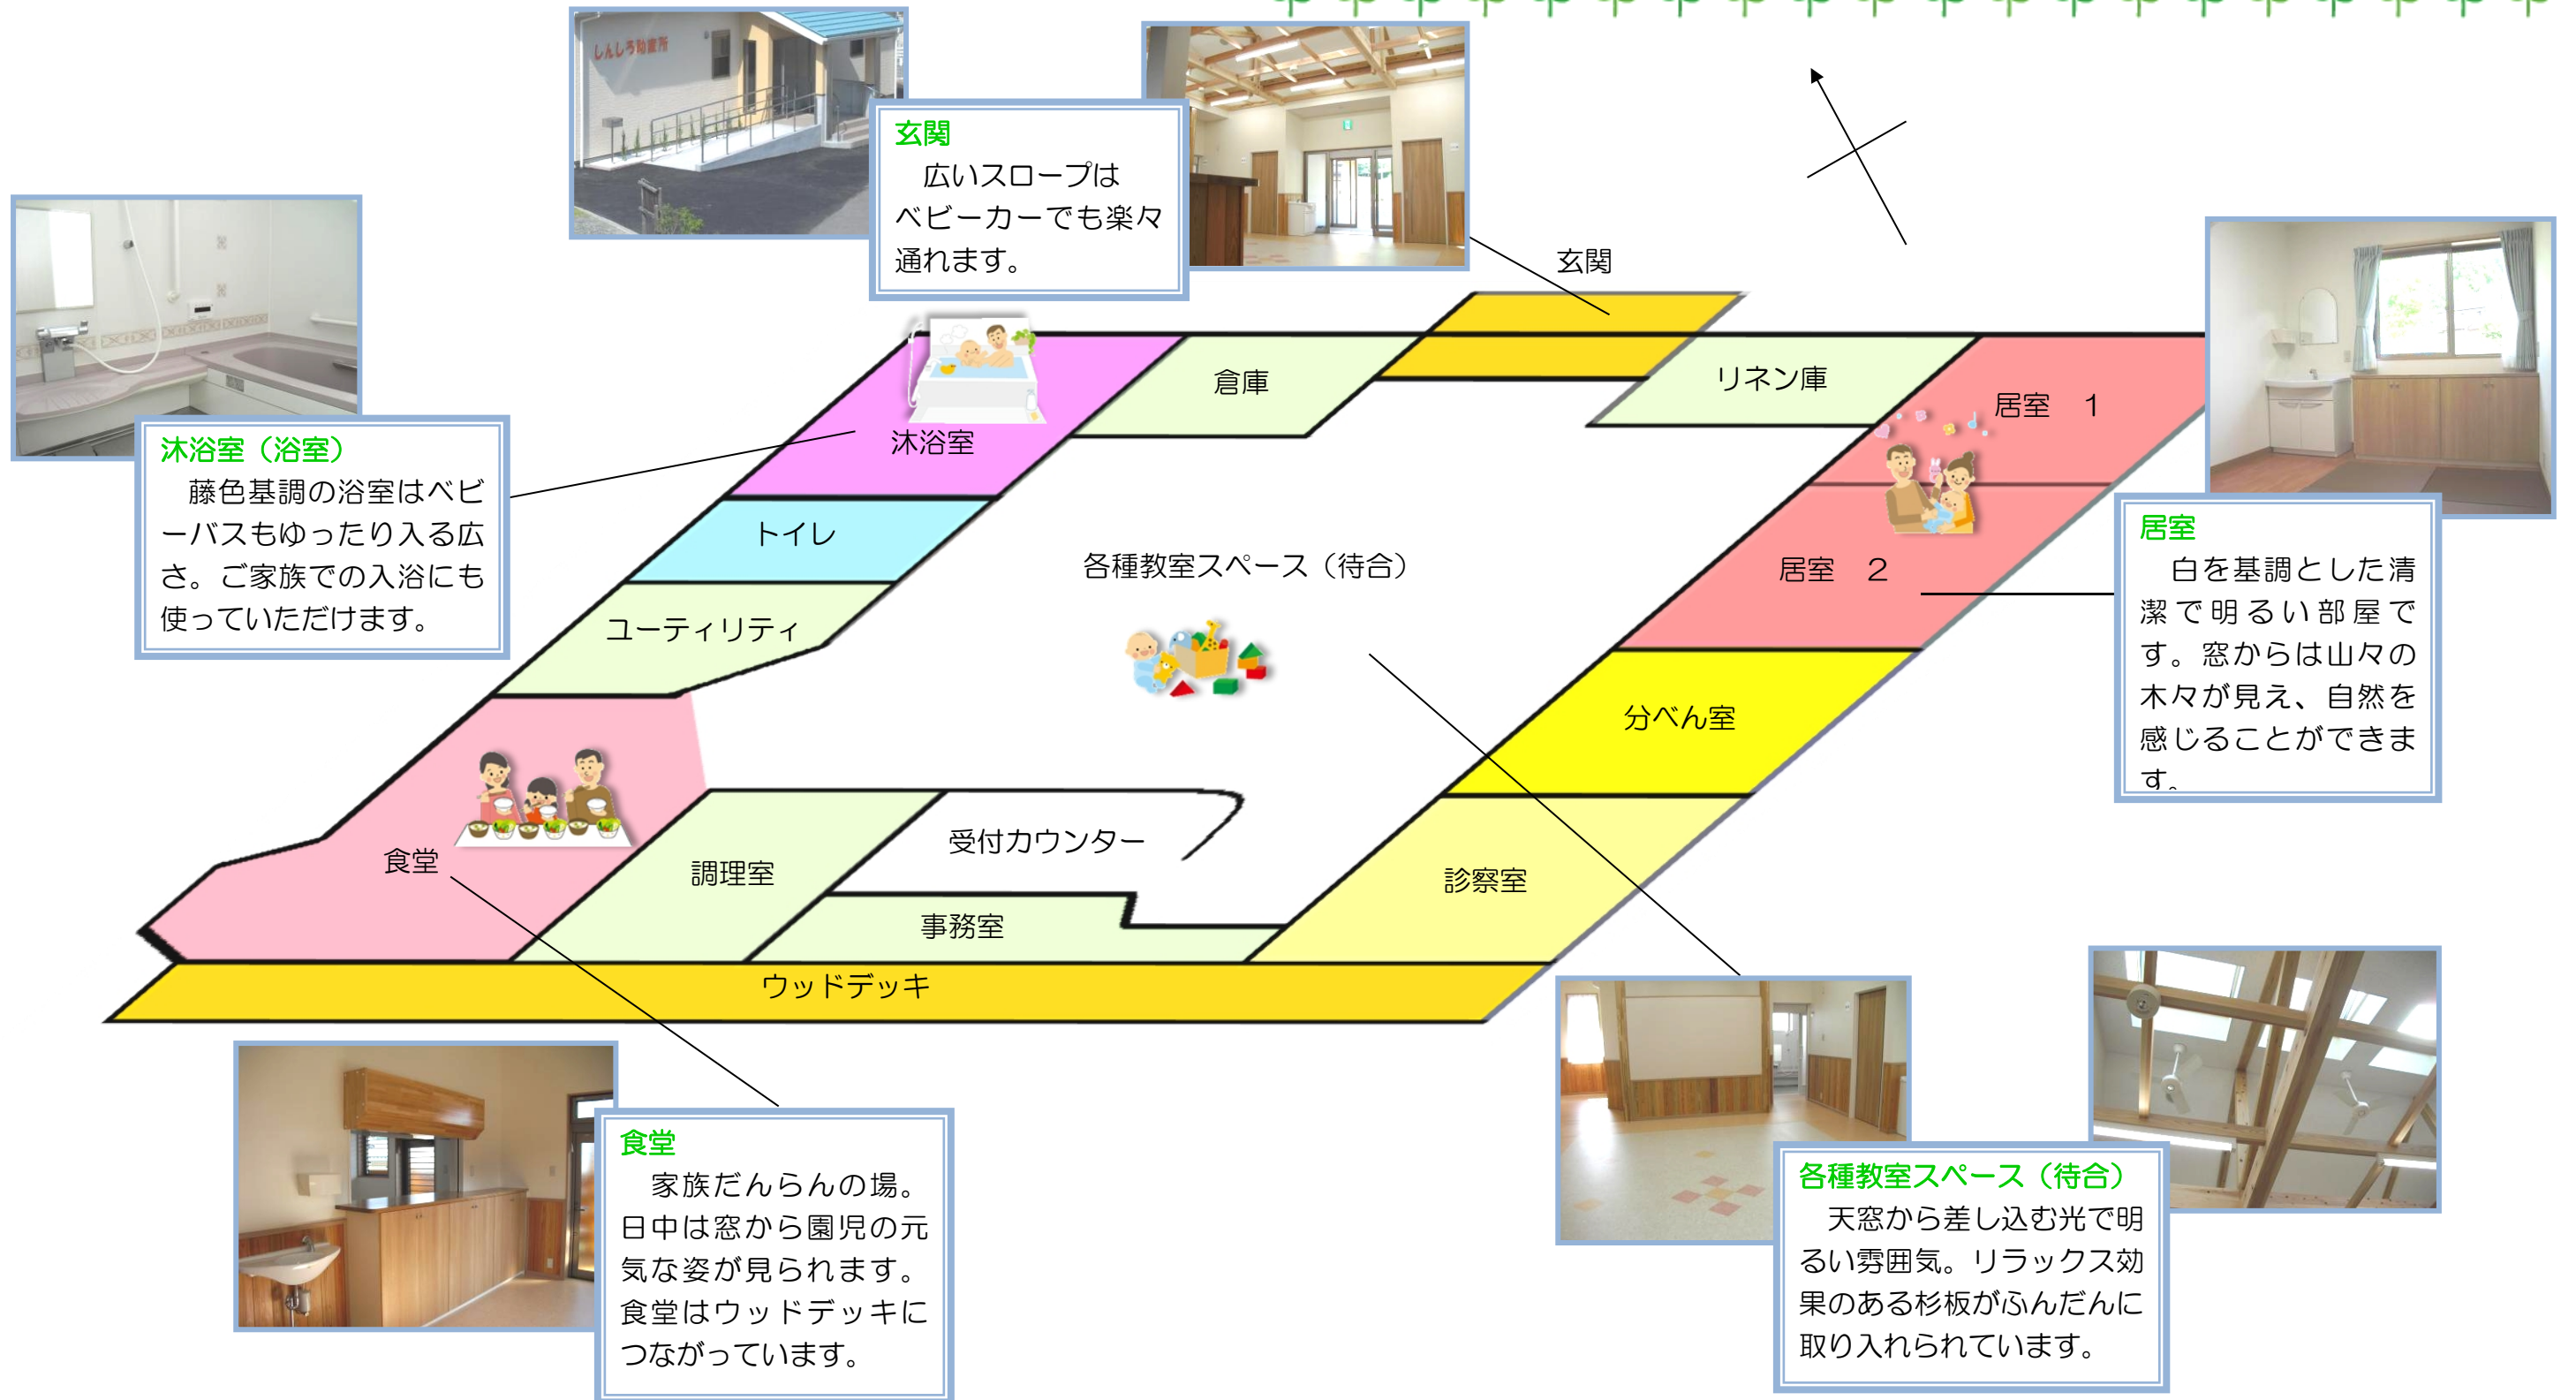 しんしろ助産所
玄関
広いスロープは
ベビーカーでも楽々
通れます。
玄関
沐浴室（浴室）
藤色基調の浴室はベビ
ーバスもゆったり入る広
さ。ご家族での入浴にも
使っていただけます。
倉庫
リネン庫
居室　1
沐浴室
トイレ
各種教室スペース（待合）
居室　2
ユーティリティ
居室
白を基調とした清
潔で明るい部屋で
す。窓からは山々の
木々が見え、自然を
感じることができま
す。
分べん室
食堂
調理室
受付カウンター
診察室
事務室
ウッドデッキ
食堂
家族だんらんの場。
日中は窓から園児の元
気な姿が見られます。
食堂はウッドデッキに
つながっています。
各種教室スペース（待合）
天窓から差し込む光で明
るい雰囲気。リラックス効
果のある杉板がふんだんに
取り入れられています。